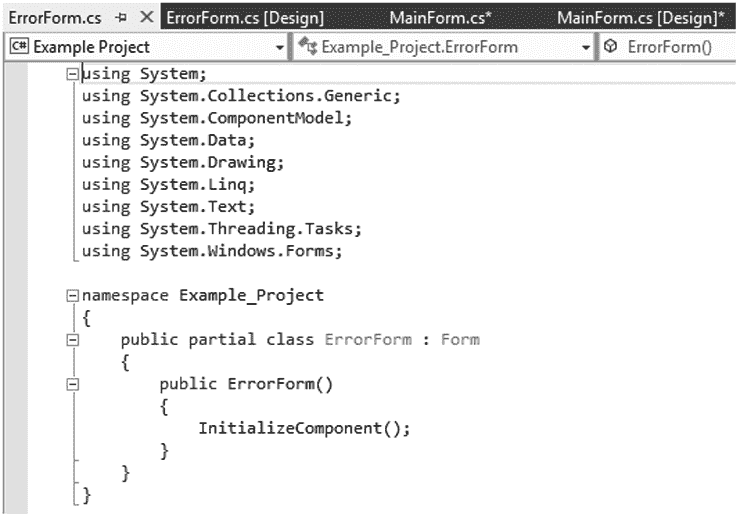 ErrorForm.cs ErrorForm.cs [Design] MainForm.cs* MainForm.cs [Design]*
C# Example Project Example_Project.ErrorForm ErrorForm()
using System;
using System.Collections.Generic;
using System.ComponentModel;
using System.Data;
using System.Drawing;
using System.Linq;
using System.Text;
using System.Threading.Tasks;
using System.Windows.Forms;
namespace Example_Project
{
public partial class ErrorForm : Form
{
public ErrorForm()
{
InitializeComponent();
}
}
}